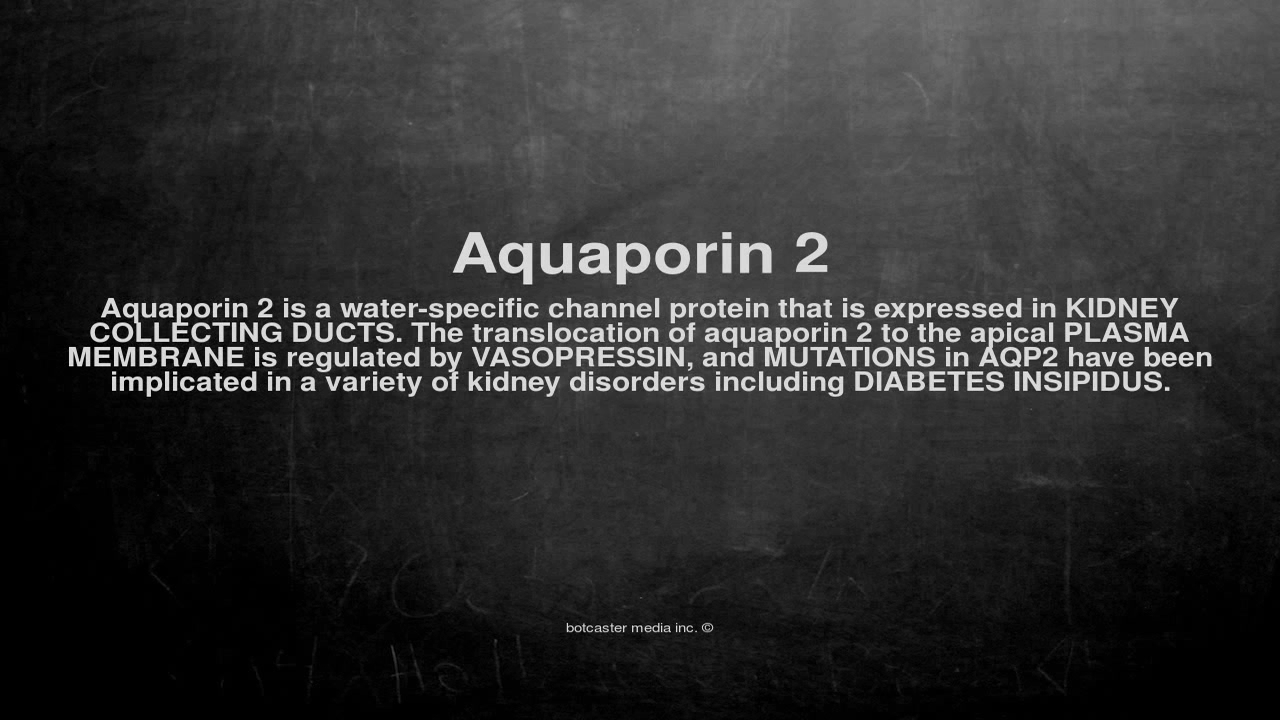 Aquaporin 2
Aquaporin 2 is a water-specific channel protein that is expressed in KIDNEY
COLLECTING DUCTS. The translocation of aquaporin 2 to the apical PLASMA
MEMBRANE is regulated by VASOPRESSIN, and MUTATIONS in AQP2 have been
implicated in a variety of kidney disorders including DIABETES INSIPIDUS.
botcaster media inc. ©